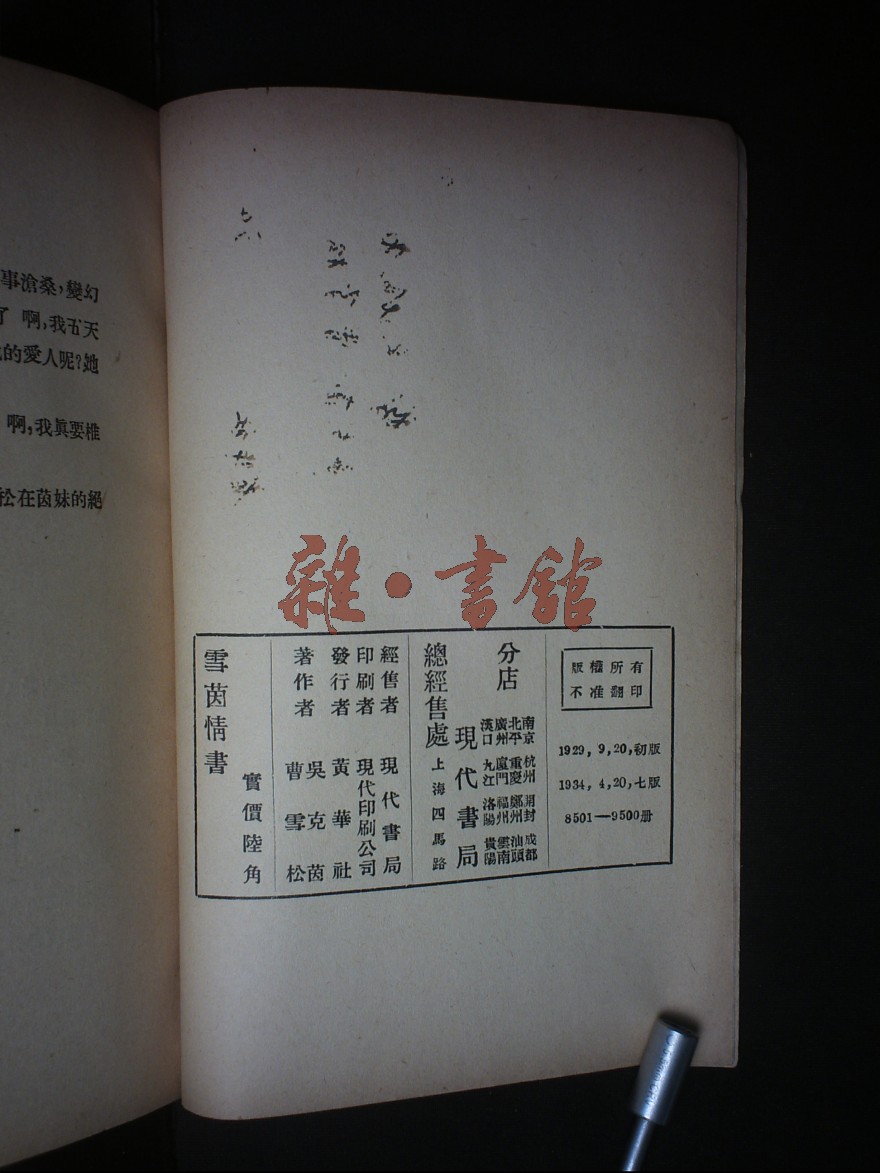 事滄桑,變幻
了 啊,我五天
的愛人呢?她
啊,我眞要椎
松在茵妹的絕
雜·書館
版權所有
不准翻印
1929, 9, 20, 初版
1934, 4, 20, 七版
8501—9500册
分店
南京 杭州 開封 成都
北平 重慶 鄭州 汕頭
廣州 廈門 福州 雲南
漢口 九江 洛陽 貴陽
總經售處 現代書局
上海四馬路
經售者 現代書局
印刷者 現代印刷公司
發行者 黃華社
著作者 吳克茵
曹雪松
實價陸角
雪茵情書